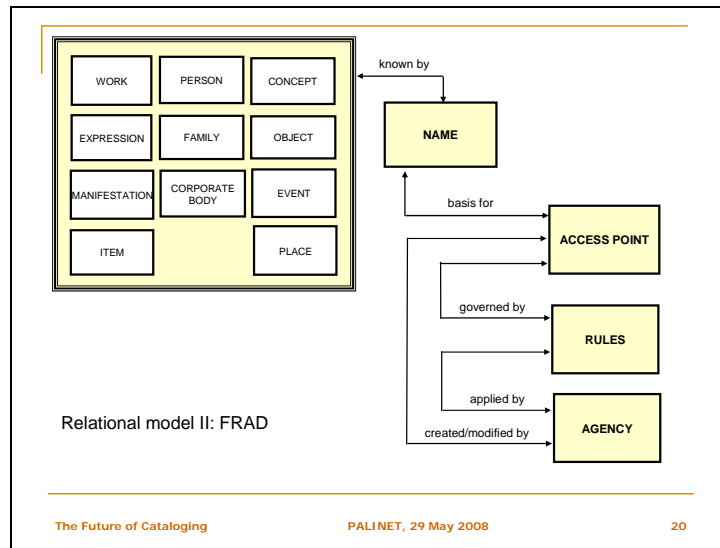 WORK
PERSON
CONCEPT
EXPRESSION
FAMILY
OBJECT
MANIFESTATION
CORPORATE
BODY
EVENT
ITEM
PLACE
known by
NAME
basis for
ACCESS POINT
governed by
RULES
applied by
created/modified by
AGENCY
Relational model II: FRAD
The Future of Cataloging
PALINET, 29 May 2008
20